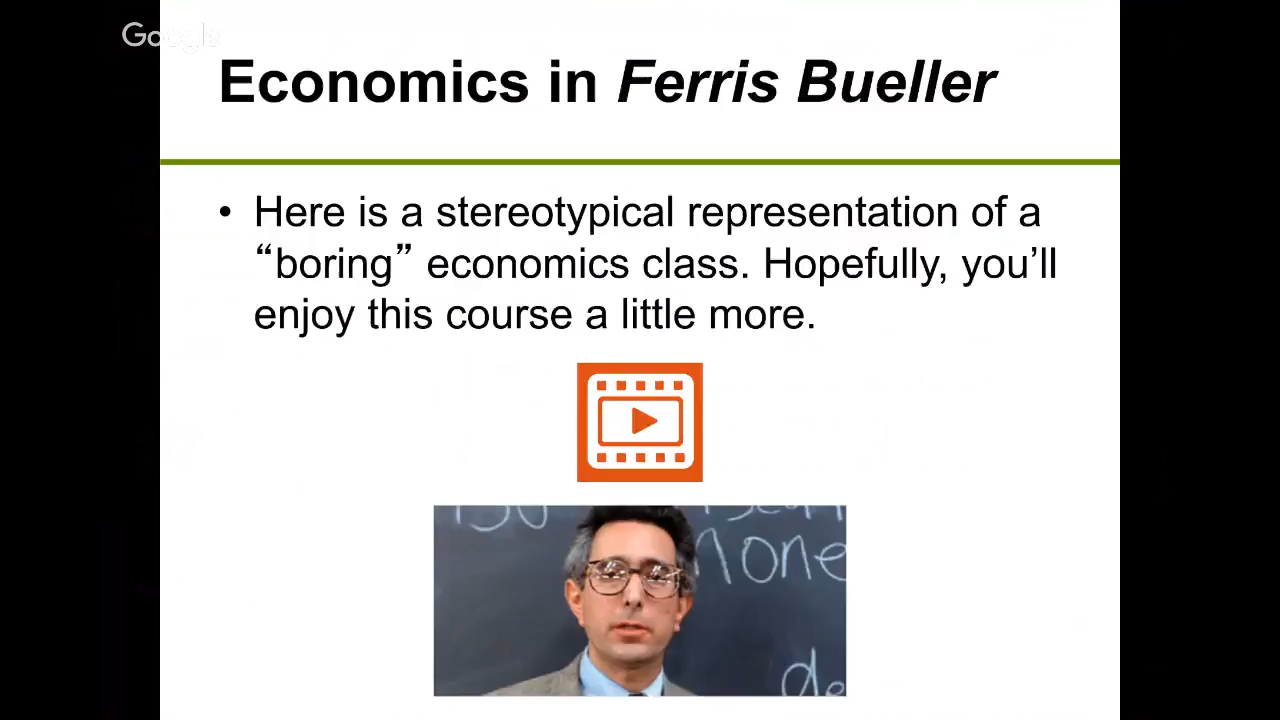 Google
Economics in Ferris Bueller
• Here is a stereotypical representation of a
“boring” economics class. Hopefully, you’ll
enjoy this course a little more.